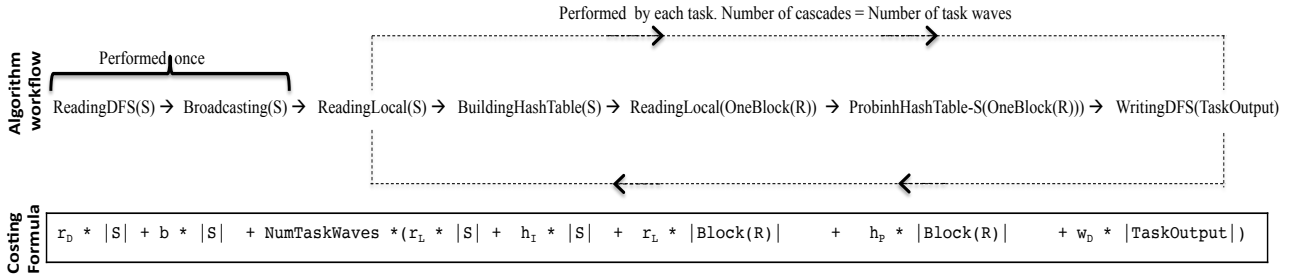 Performed by each task. Number of cascades = Number of task waves
Performed once
Algorithm
workflow
ReadingDFS(S) → Broadcasting(S) → ReadingLocal(S) → BuildingHashTable(S) → ReadingLocal(OneBlock(R)) → ProbinhHashTable-S(OneBlock(R))) → WritingDFS(TaskOutput)
Costing
Formula
r_D * |S| + b * |S| + NumTaskWaves *(r_L * |S| + h_I * |S| + r_L * |Block(R)| + h_P * |Block(R)| + w_D * |TaskOutput|)